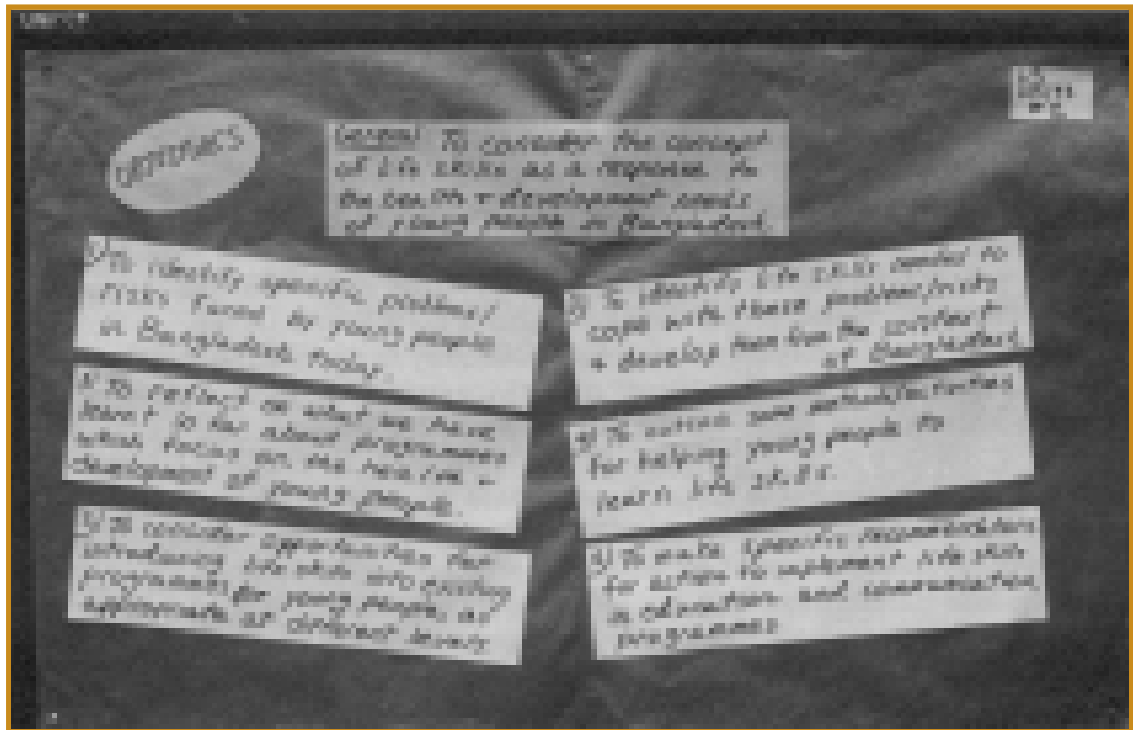 OBJECTIVES
General: To consider the concept
of life skills as a response to
the health + development needs
of young people in Bangladesh.
To identify specific problems/
risks faced by young people
in Bangladesh today.
To identify life skills needed to
cope with these problems/risks
+ develop them from the context
of Bangladesh
To reflect on what we have
learnt so far about programmes
which focus on the health +
development of young people.
To outline some methods/activities
for helping young people to
learn life skills.
To consider opportunities for
introducing life skills into existing
programmes for young people, as
appropriate at different levels
To make specific recommendations
for action to implement life skills
in education and communication
programmes